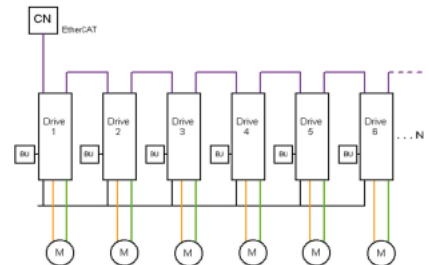 CN
EtherCAT
Drive
1
Drive
2
Drive
3
Drive
4
Drive
5
Drive
6
. . . N
BU
BU
BU
BU
BU
BU
M
M
M
M
M
M